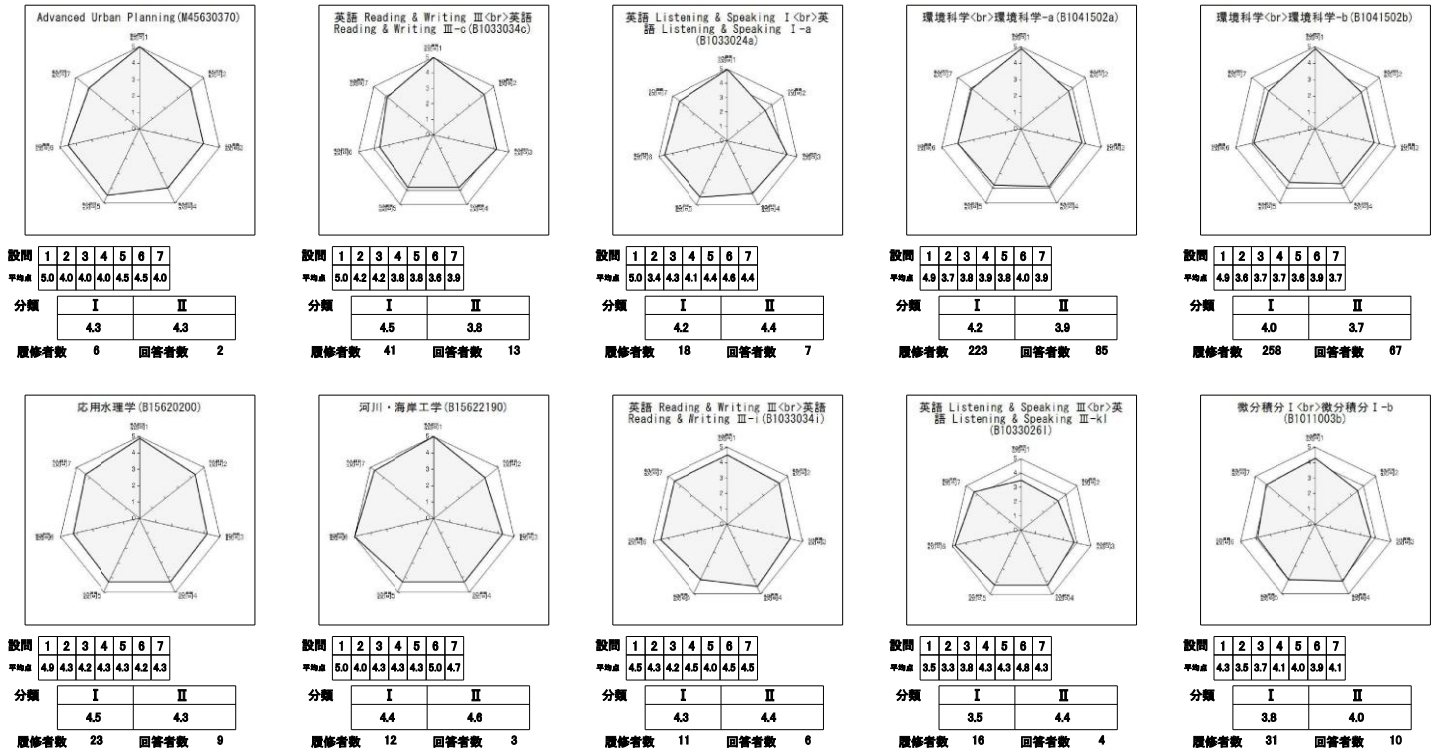 Advanced Urban Planning(M45630370)
設問 1 2 3 4 5 6 7
平均点 5.0 4.0 4.0 4.0 4.5 4.5 4.0
分類 Ⅰ Ⅱ
4.3 4.3
履修者数 6 回答者数 2
英語 Reading & Writing Ⅲ<br>英語
Reading & Writing Ⅲ-c(B1033034c)
設問 1 2 3 4 5 6 7
平均点 5.0 4.2 4.2 3.8 3.8 3.6 3.9
分類 Ⅰ Ⅱ
4.5 3.8
履修者数 41 回答者数 13
英語 Listening & Speaking Ⅰ<br>英
語 Listening & Speaking Ⅰ-a
(B1033024a)
設問 1 2 3 4 5 6 7
平均点 5.0 3.4 4.3 4.1 4.4 4.6 4.4
分類 Ⅰ Ⅱ
4.2 4.4
履修者数 18 回答者数 7
環境科学<br>環境科学-a(B1041502a)
設問 1 2 3 4 5 6 7
平均点 4.9 3.7 3.8 3.9 3.8 4.0 3.9
分類 Ⅰ Ⅱ
4.2 3.9
履修者数 223 回答者数 85
環境科学<br>環境科学-b(B1041502b)
設問 1 2 3 4 5 6 7
平均点 4.9 3.6 3.7 3.7 3.6 3.9 3.7
分類 Ⅰ Ⅱ
4.0 3.7
履修者数 258 回答者数 67
応用水理学(B15620200)
設問 1 2 3 4 5 6 7
平均点 4.9 4.3 4.2 4.3 4.3 4.2 4.3
分類 Ⅰ Ⅱ
4.5 4.3
履修者数 23 回答者数 9
河川・海岸工学(B15622190)
設問 1 2 3 4 5 6 7
平均点 5.0 4.0 4.3 4.3 4.3 5.0 4.7
分類 Ⅰ Ⅱ
4.4 4.6
履修者数 12 回答者数 3
英語 Reading & Writing Ⅲ<br>英語
Reading & Writing Ⅲ-i(B1033034i)
設問 1 2 3 4 5 6 7
平均点 4.5 4.3 4.2 4.5 4.0 4.5 4.5
分類 Ⅰ Ⅱ
4.3 4.4
履修者数 11 回答者数 6
英語 Listening & Speaking Ⅲ<br>英
語 Listening & Speaking Ⅲ-kl
(B1033026l)
設問 1 2 3 4 5 6 7
平均点 3.5 3.3 3.8 4.3 4.3 4.8 4.3
分類 Ⅰ Ⅱ
3.5 4.4
履修者数 16 回答者数 4
微分積分Ⅰ<br>微分積分Ⅰ-b
(B1011003b)
設問 1 2 3 4 5 6 7
平均点 4.3 3.5 3.7 4.1 4.0 3.9 4.1
分類 Ⅰ Ⅱ
3.8 4.0
履修者数 31 回答者数 10